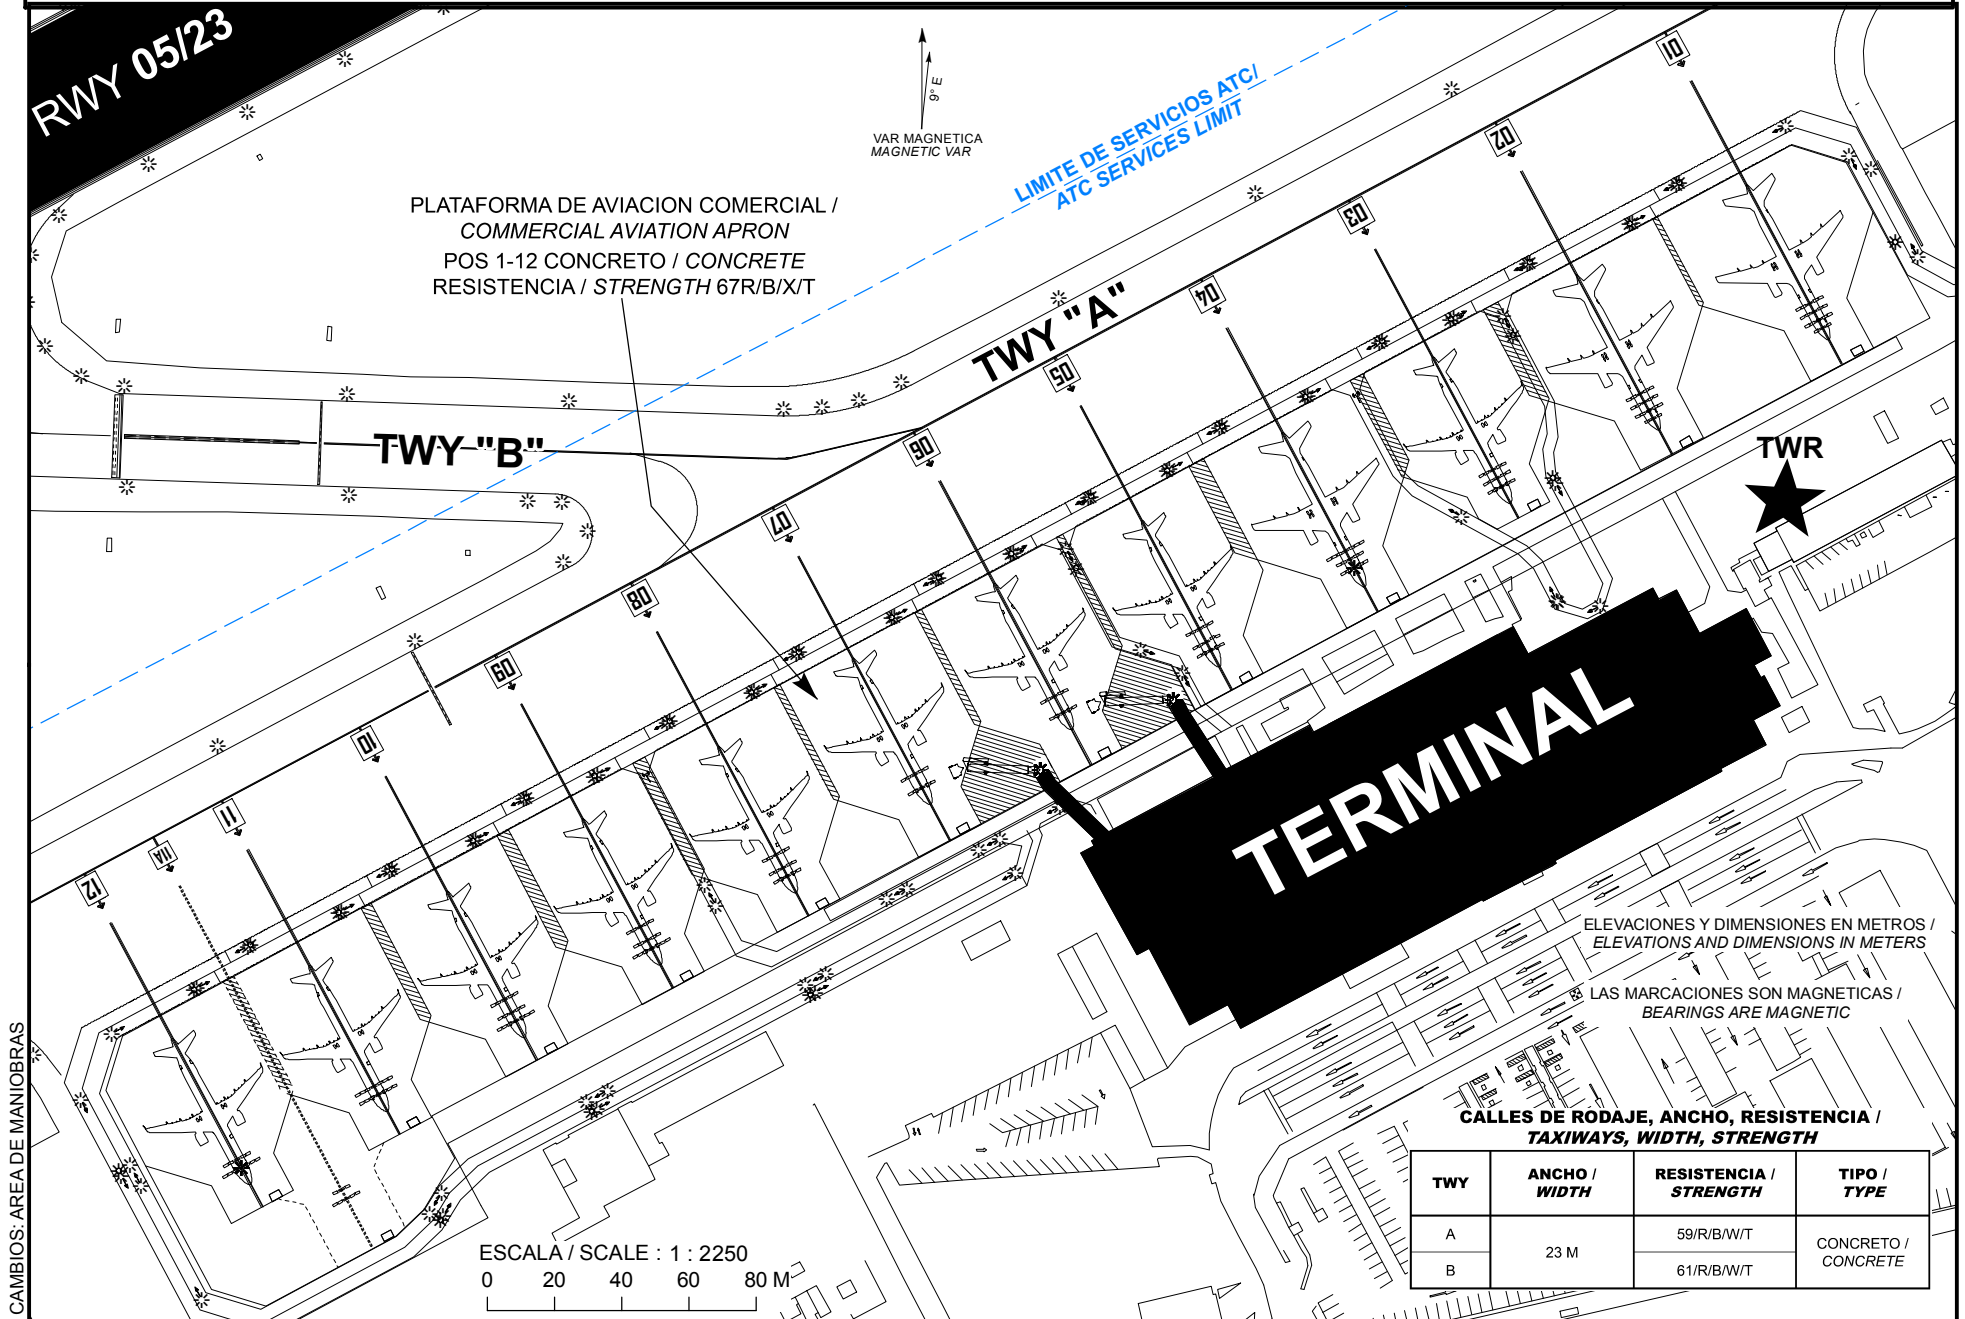 RWY 05/23
9° E
VAR MAGNETICA
MAGNETIC VAR
LIMITE DE SERVICIOS ATC/
ATC SERVICES LIMIT
PLATAFORMA DE AVIACION COMERCIAL /
COMMERCIAL AVIATION APRON
POS 1-12 CONCRETO / CONCRETE
RESISTENCIA / STRENGTH 67R/B/X/T
TWY "A"
TWY "B"
01
02
03
04
05
06
07
08
09
10
11
11A
12
TWR
TERMINAL
ELEVACIONES Y DIMENSIONES EN METROS /
ELEVATIONS AND DIMENSIONS IN METERS
LAS MARCACIONES SON MAGNETICAS /
BEARINGS ARE MAGNETIC
CALLES DE RODAJE, ANCHO, RESISTENCIA /
TAXIWAYS, WIDTH, STRENGTH
TWY
ANCHO /
WIDTH
RESISTENCIA /
STRENGTH
TIPO /
TYPE
A
23 M
59/R/B/W/T
CONCRETO /
CONCRETE
B
61/R/B/W/T
ESCALA / SCALE : 1 : 2250
0 20 40 60 80 M
CAMBIOS: AREA DE MANIOBRAS